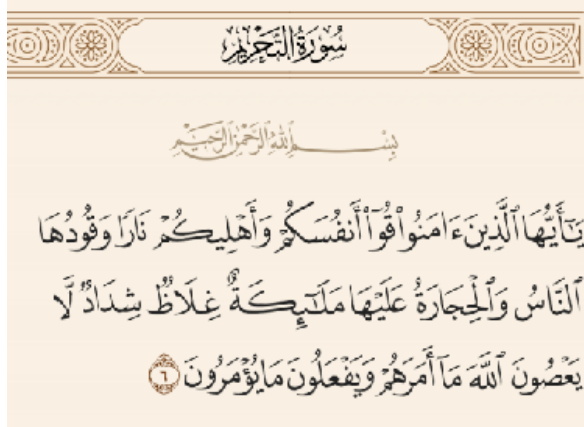 سُورَةُ التَّحْرِيمِ
بِسْمِ اللَّهِ الرَّحْمَٰنِ الرَّحِيمِ
يَـٰٓأَيُّهَا ٱلَّذِينَ ءَامَنُوا۟ قُوٓا۟ أَنفُسَكُمْ وَأَهْلِيكُمْ نَارًا وَقُودُهَا
ٱلنَّاسُ وَٱلْحِجَارَةُ عَلَيْهَا مَلَـٰٓئِكَةٌ غِلَاظٌ شِدَادٌ لَّا
يَعْصُونَ ٱللَّهَ مَآ أَمَرَهُمْ وَيَفْعَلُونَ مَا يُؤْمَرُونَ ٦